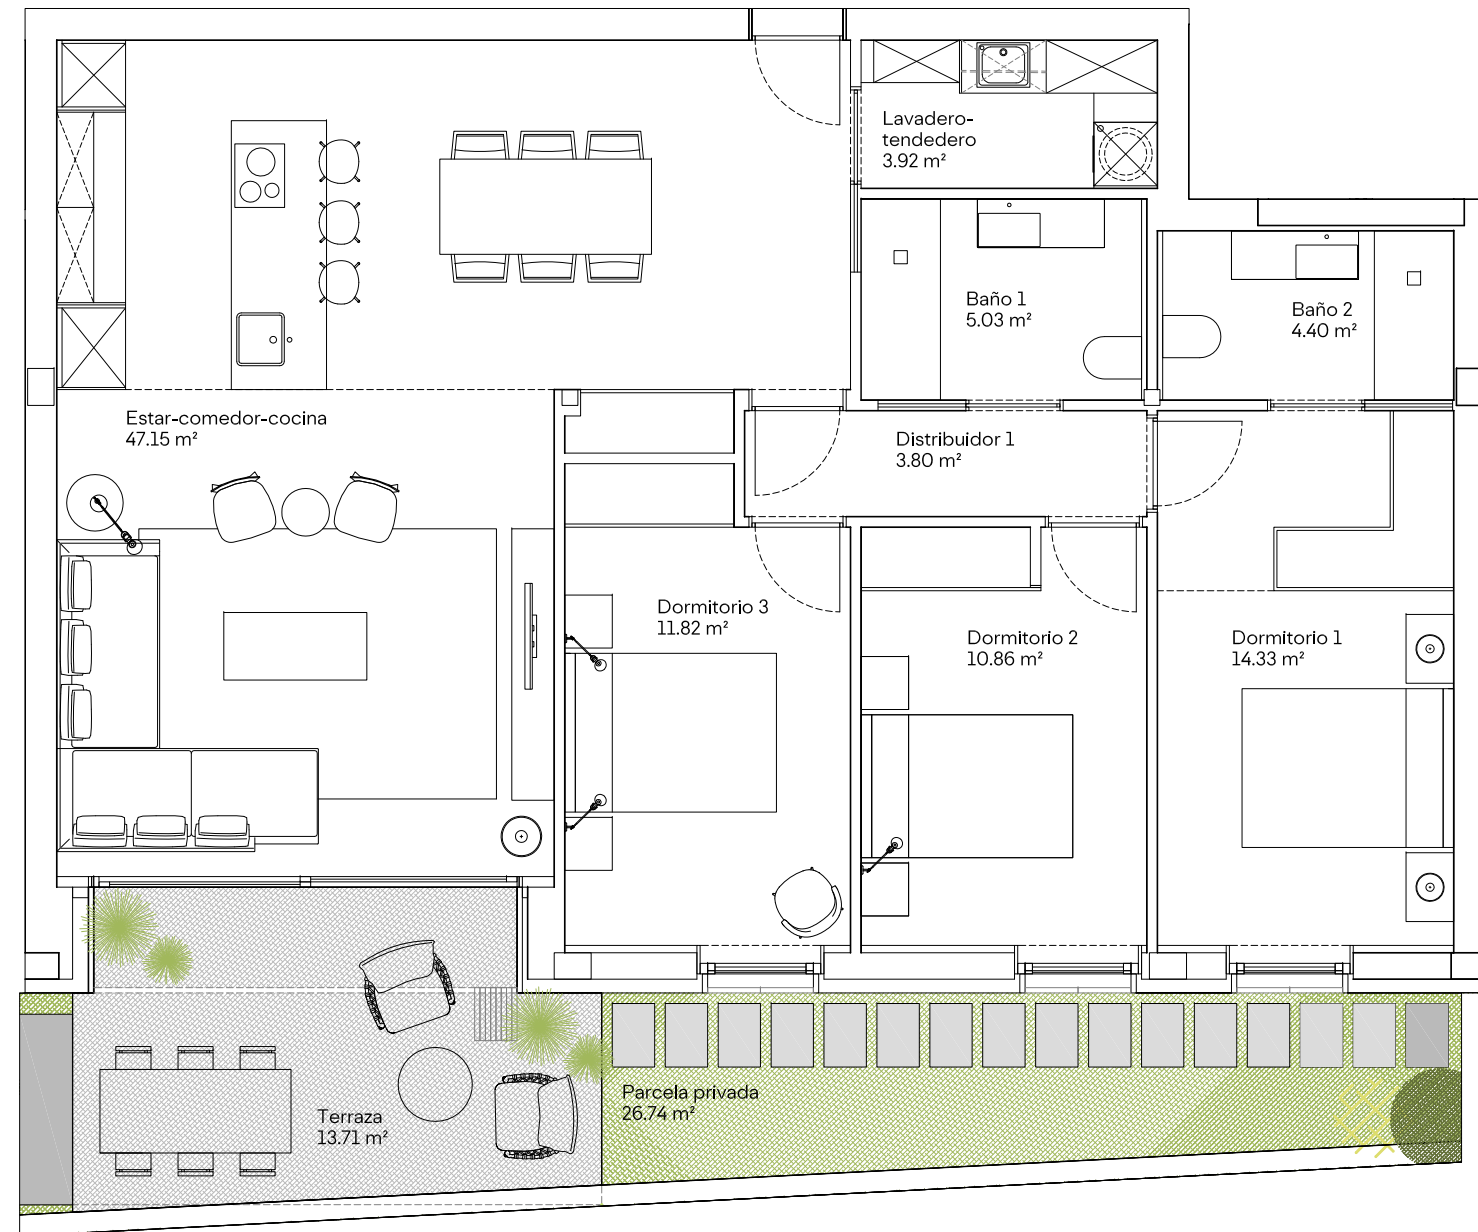 Lavadero-
tendedero
3.92 m²
Baño 1
5.03 m²
Baño 2
4.40 m²
Estar-comedor-cocina
47.15 m²
Distribuidor 1
3.80 m²
Dormitorio 3
11.82 m²
Dormitorio 2
10.86 m²
Dormitorio 1
14.33 m²
Parcela privada
26.74 m²
Terraza
13.71 m²